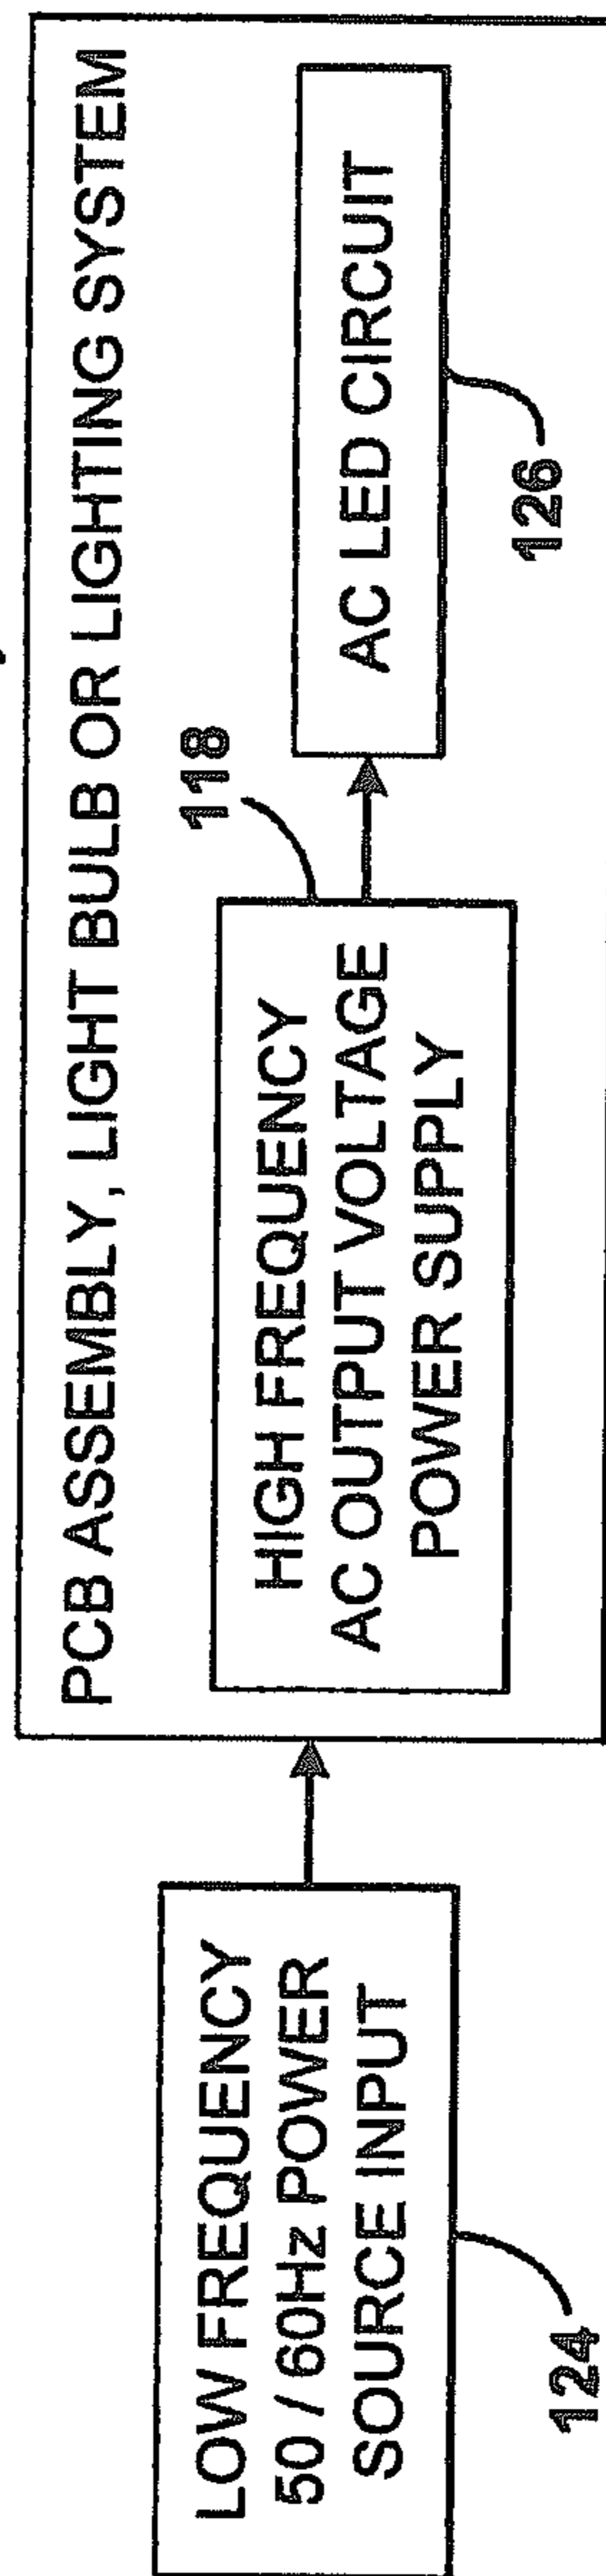 PCB ASSEMBLY, LIGHT BULB OR LIGHTING SYSTEM
LOW FREQUENCY
50 / 60Hz POWER
SOURCE INPUT
124
HIGH FREQUENCY
AC OUTPUT VOLTAGE
POWER SUPPLY
118
AC LED CIRCUIT
126